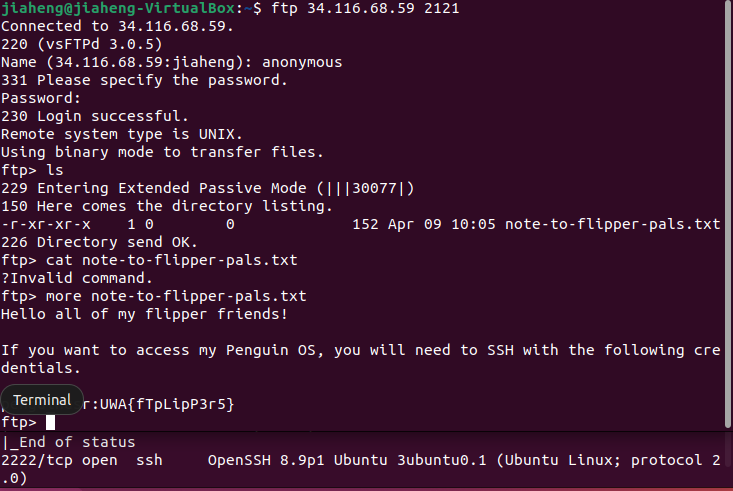 jiaheng@jiaheng-VirtualBox:~$ ftp 34.116.68.59 2121
Connected to 34.116.68.59.
220 (vsFTPd 3.0.5)
Name (34.116.68.59:jiaheng): anonymous
331 Please specify the password.
Password:
230 Login successful.
Remote system type is UNIX.
Using binary mode to transfer files.
ftp> ls
229 Entering Extended Passive Mode (|||30077|)
150 Here comes the directory listing.
-r-xr-xr-x    1 0        0             152 Apr 09 10:05 note-to-flipper-pals.txt
226 Directory send OK.
ftp> cat note-to-flipper-pals.txt
?Invalid command.
ftp> more note-to-flipper-pals.txt
Hello all of my flipper friends!
If you want to access my Penguin OS, you will need to SSH with the following cre
dentials.
Terminal
r:UWA{fTpLipP3r5}
ftp>
|_End of status
2222/tcp open  ssh     OpenSSH 8.9p1 Ubuntu 3ubuntu0.1 (Ubuntu Linux; protocol 2
.0)